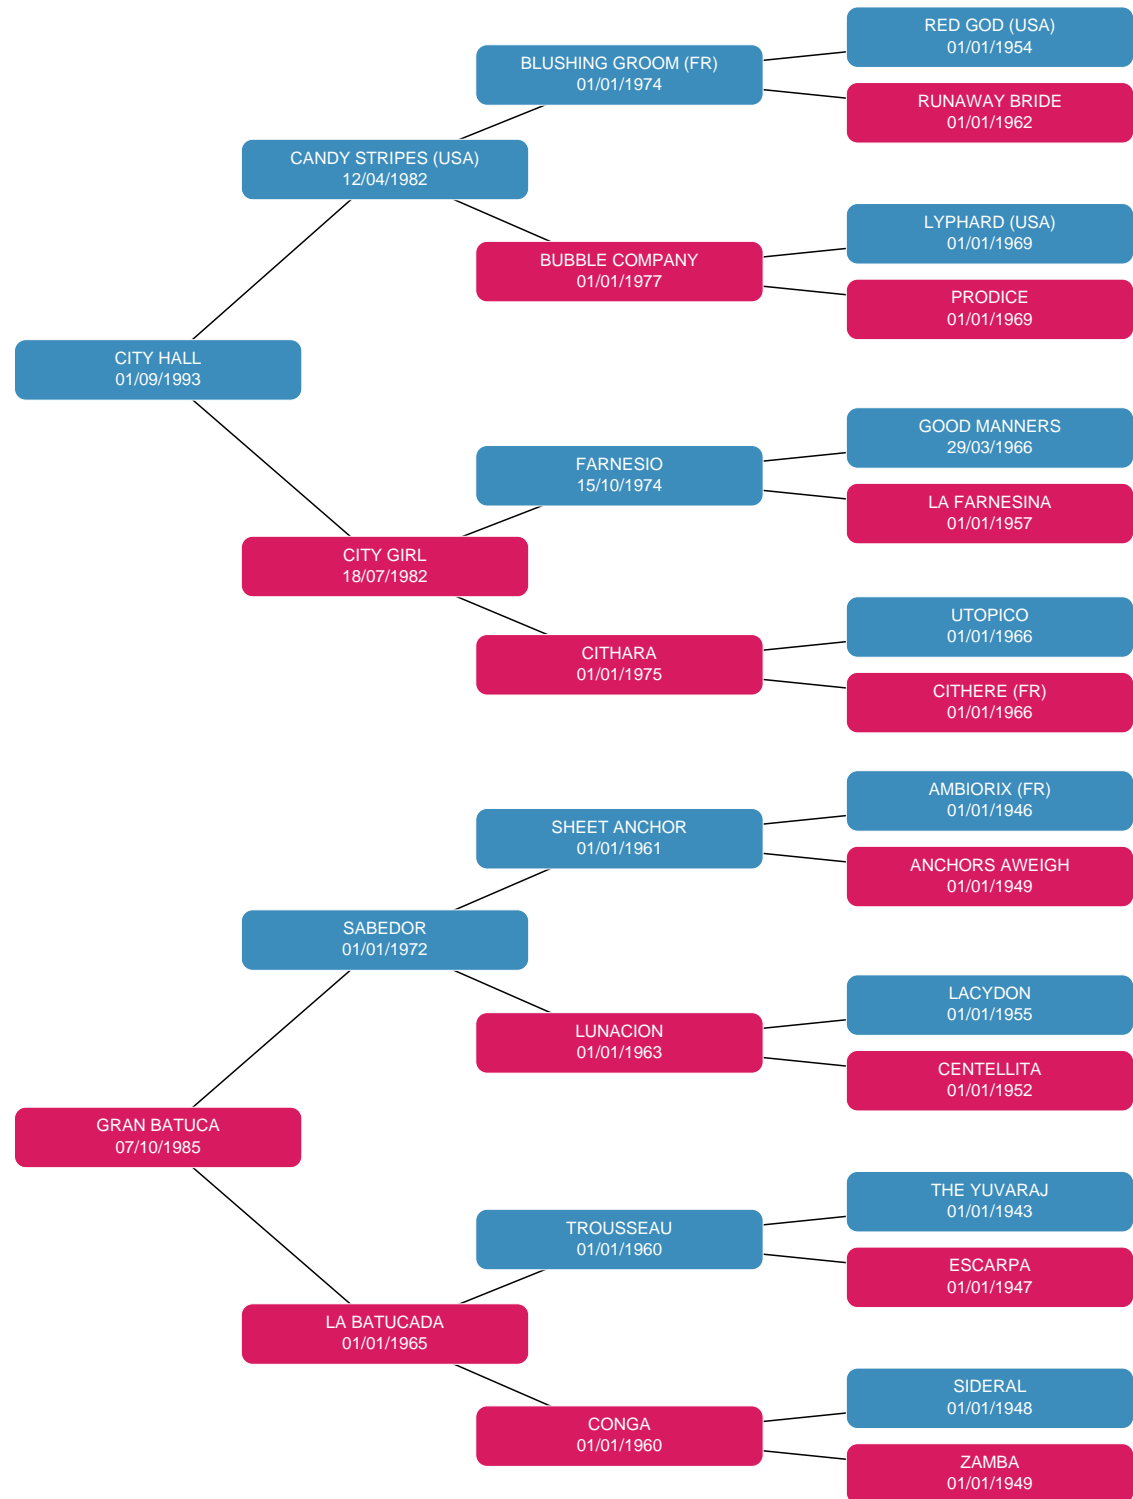 RED GOD (USA)
01/01/1954
BLUSHING GROOM (FR)
01/01/1974
RUNAWAY BRIDE
01/01/1962
CANDY STRIPES (USA)
12/04/1982
LYPHARD (USA)
01/01/1969
BUBBLE COMPANY
01/01/1977
PRODICE
01/01/1969
CITY HALL
01/09/1993
GOOD MANNERS
29/03/1966
FARNESIO
15/10/1974
LA FARNESINA
01/01/1957
CITY GIRL
18/07/1982
UTOPICO
01/01/1966
CITHARA
01/01/1975
CITHERE (FR)
01/01/1966
AMBIORIX (FR)
01/01/1946
SHEET ANCHOR
01/01/1961
ANCHORS AWEIGH
01/01/1949
SABEDOR
01/01/1972
LACYDON
01/01/1955
LUNACION
01/01/1963
CENTELLITA
01/01/1952
GRAN BATUCA
07/10/1985
THE YUVARAJ
01/01/1943
TROUSSEAU
01/01/1960
ESCARPA
01/01/1947
LA BATUCADA
01/01/1965
SIDERAL
01/01/1948
CONGA
01/01/1960
ZAMBA
01/01/1949